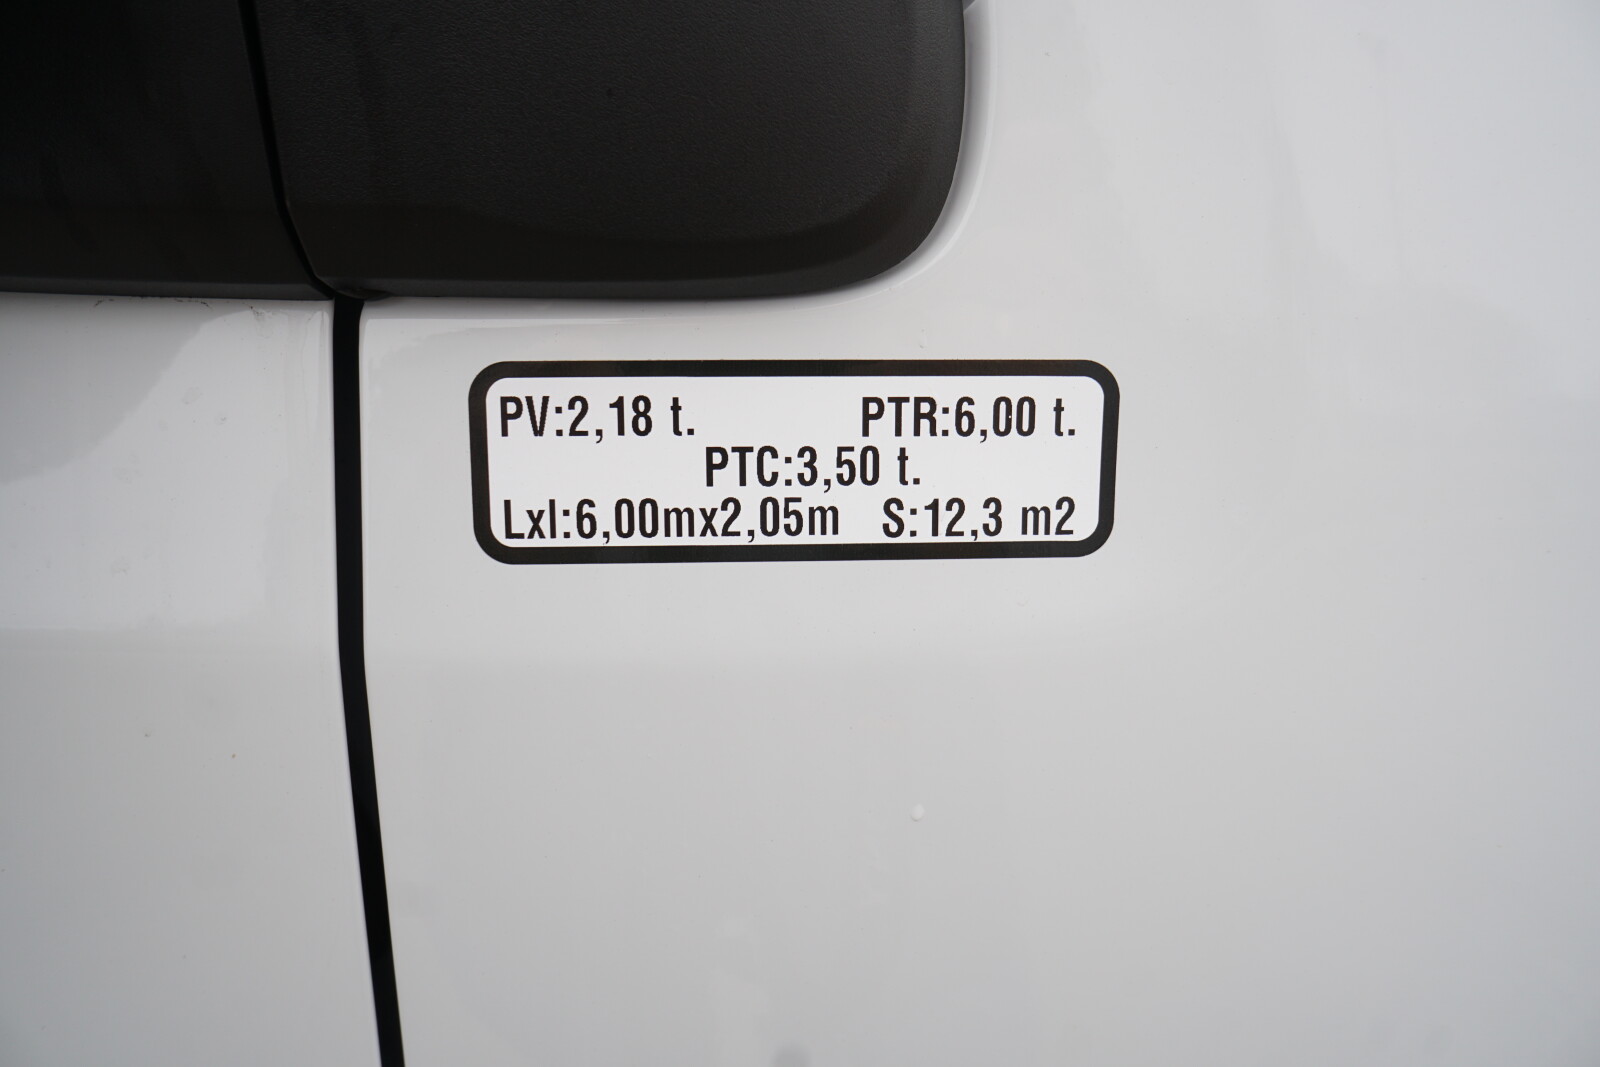 PV:2,18 t. PTR:6,00 t.
PTC:3,50 t.
Lxl:6,00mx2,05m S:12,3 m2